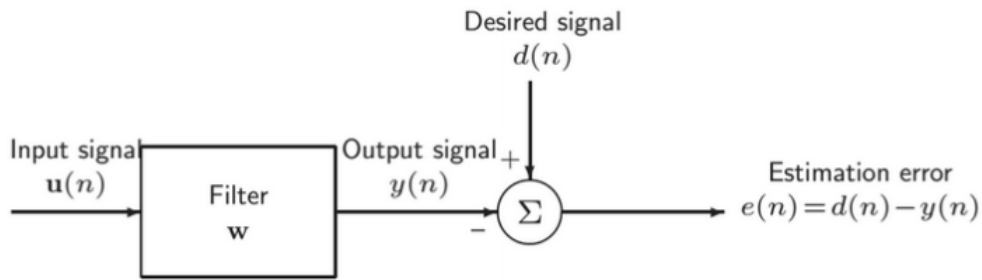 Desired signal
d(n)
Input signal
u(n)
Filter
w
Output signal
y(n)
+
−
Σ
Estimation error
e(n)=d(n)−y(n)